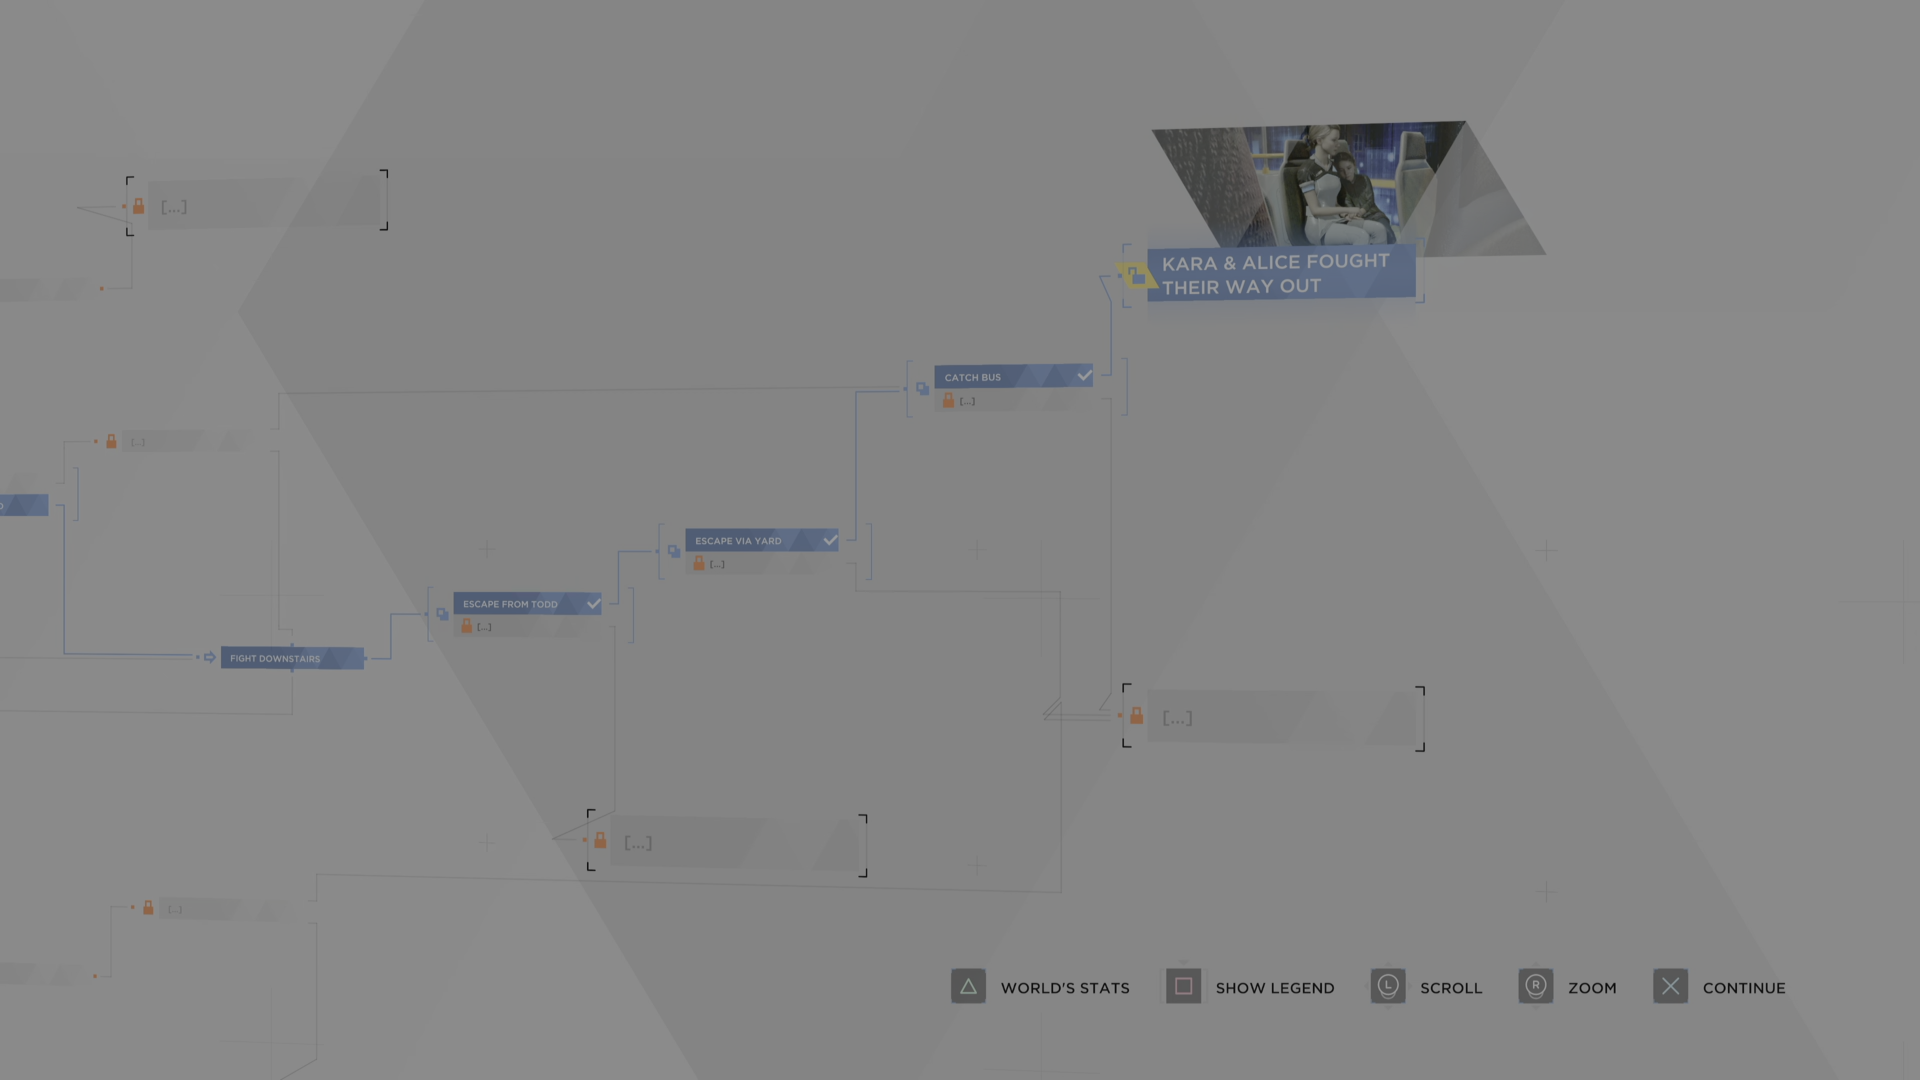 [...]
KARA & ALICE FOUGHT
THEIR WAY OUT
CATCH BUS
[...]
[...]
ESCAPE VIA YARD
[...]
ESCAPE FROM TODD
[...]
FIGHT DOWNSTAIRS
[...]
[...]
[...]
WORLD'S STATS
SHOW LEGEND
L
SCROLL
R
ZOOM
CONTINUE